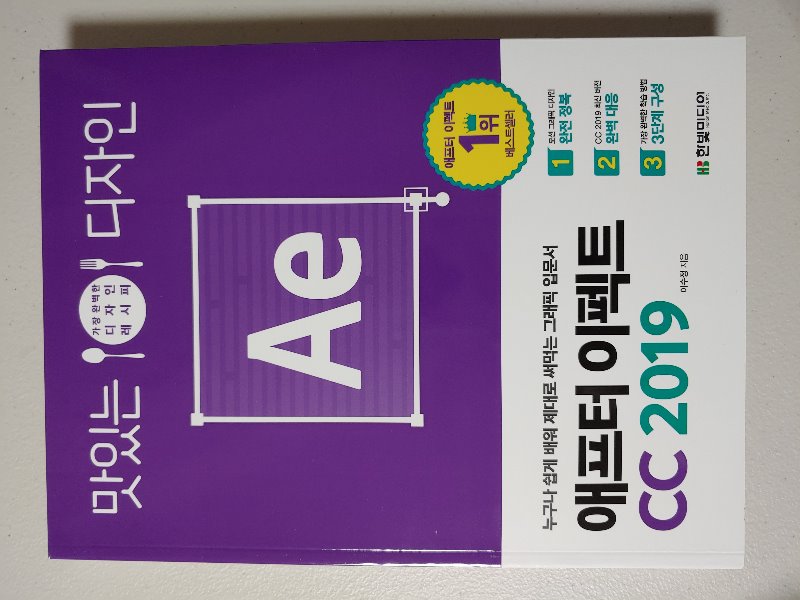 맛있는 디자인
가장 완벽한
디자인
레시피
애프터 이펙트
1위
베스트셀러
Ae
누구나 쉽게 배워 제대로 써먹는 그래픽 입문서
애프터 이펙트
CC 2019
이수정 지음
1 모션 그래픽 디자인
완전 정복
2 CC 2019 최신 버전
완벽 대응
3 가장 완벽한 학습 방법
3단계 구성
HB 한빛미디어